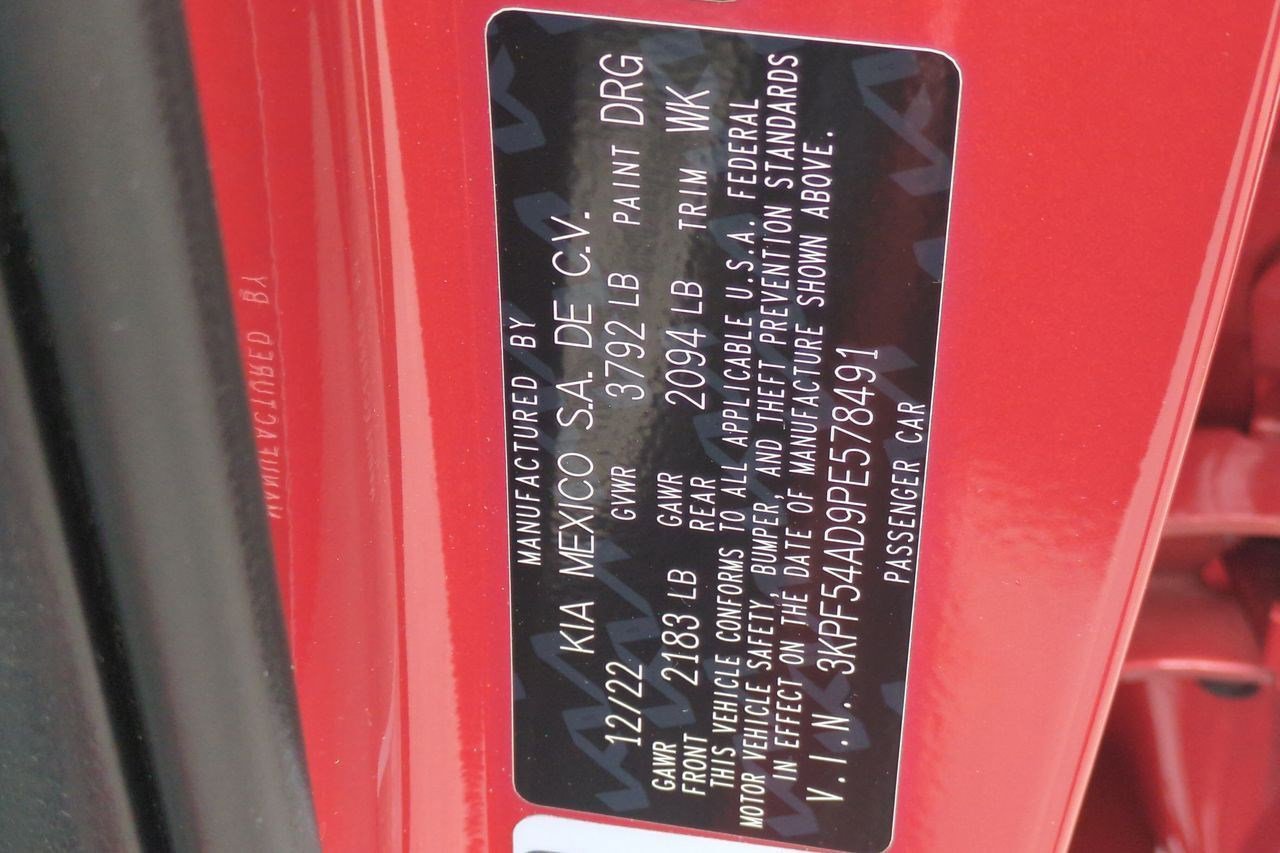 MANUFACTURED BY
KIA MEXICO S.A. DE C.V.
12/22 GVWR 3792 LB PAINT DRG
GAWR FRONT 2183 LB GAWR REAR 2094 LB TRIM WK
THIS VEHICLE CONFORMS TO ALL APPLICABLE U.S.A. FEDERAL
MOTOR VEHICLE SAFETY, BUMPER, AND THEFT PREVENTION STANDARDS
IN EFFECT ON THE DATE OF MANUFACTURE SHOWN ABOVE.
V.I.N. 3KPF54AD9PE578491
PASSENGER CAR